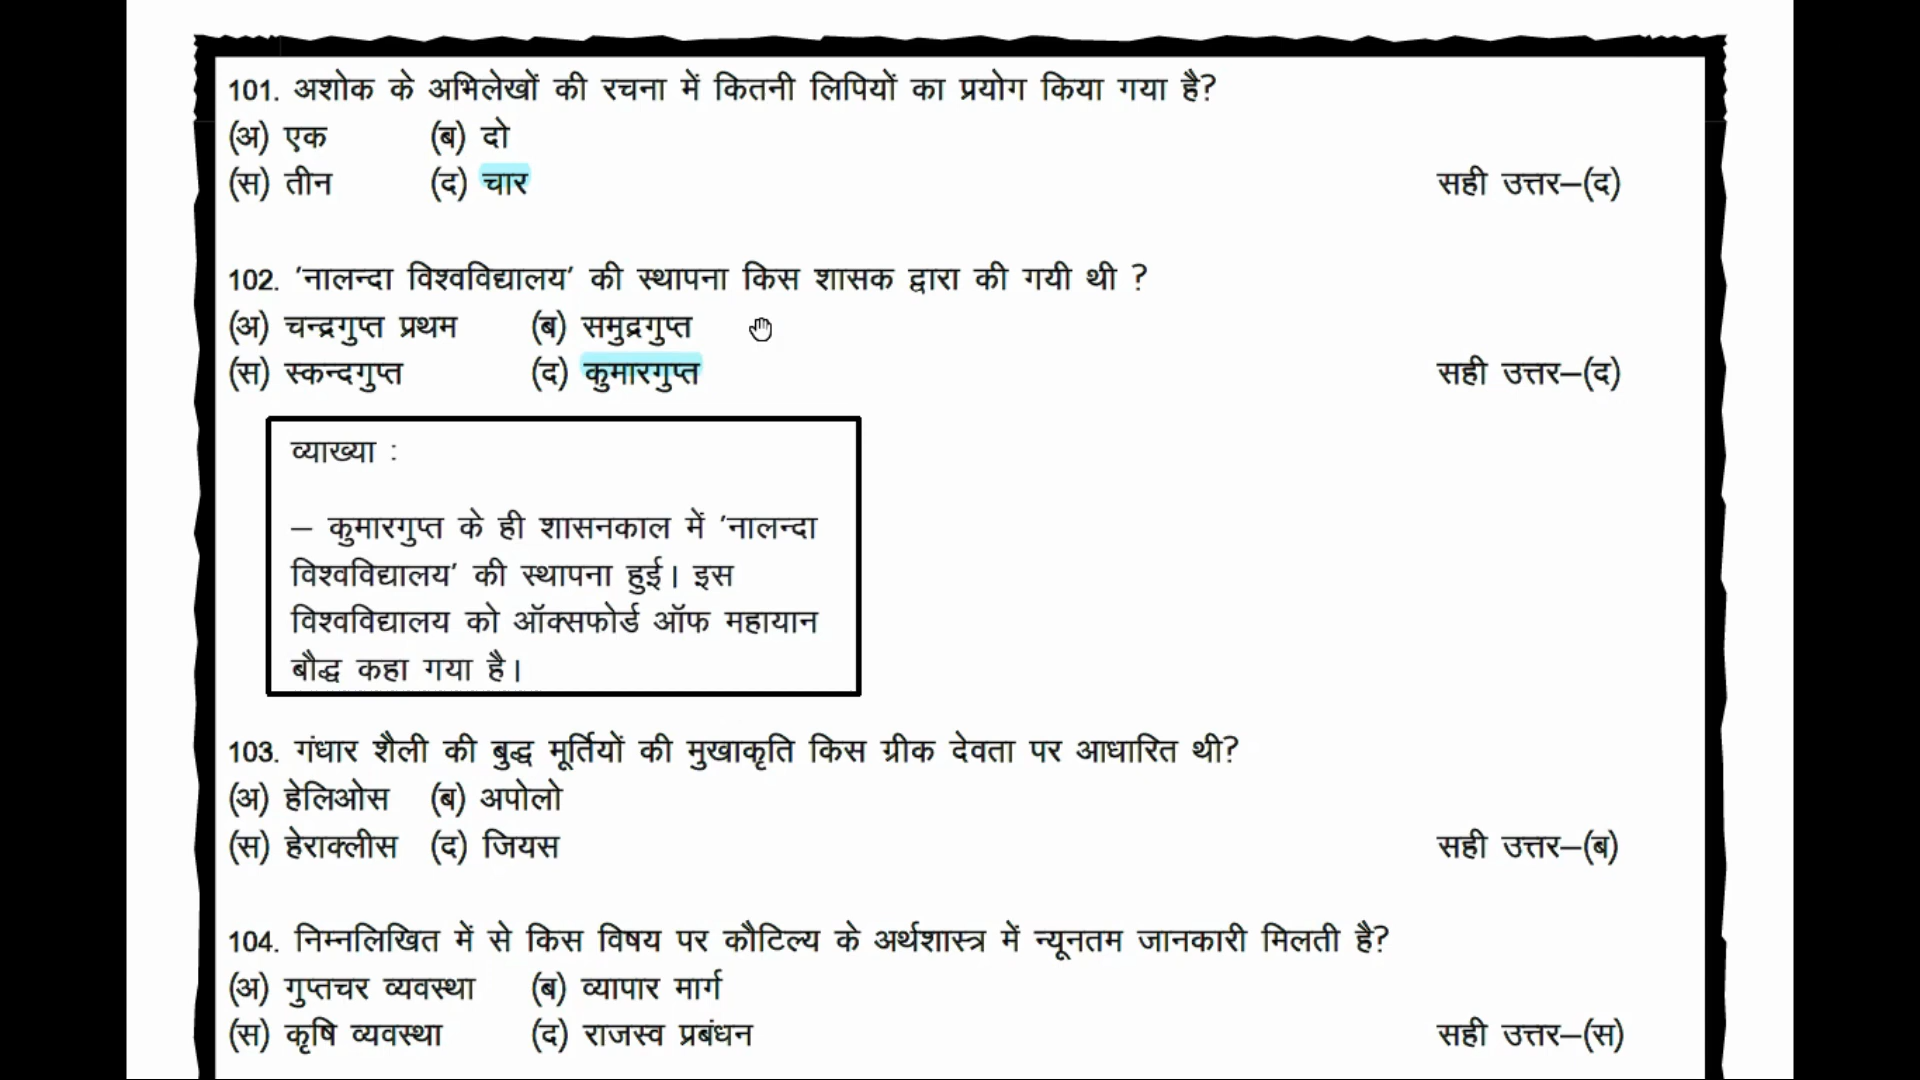 101. अशोक के अभिलेखों की रचना में कितनी लिपियों का प्रयोग किया गया है?
(अ) एक (ब) दो
(स) तीन (द) चार सही उत्तर–(द)
102. 'नालन्दा विश्वविद्यालय' की स्थापना किस शासक द्वारा की गयी थी ?
(अ) चन्द्रगुप्त प्रथम (ब) समुद्रगुप्त
(स) स्कन्दगुप्त (द) कुमारगुप्त सही उत्तर–(द)
व्याख्या :
– कुमारगुप्त के ही शासनकाल में 'नालन्दा
विश्वविद्यालय' की स्थापना हुई। इस
विश्वविद्यालय को ऑक्सफोर्ड ऑफ महायान
बौद्ध कहा गया है।
103. गंधार शैली की बुद्ध मूर्तियों की मुखाकृति किस ग्रीक देवता पर आधारित थी?
(अ) हेलिओस (ब) अपोलो
(स) हेराक्लीस (द) जियस सही उत्तर–(ब)
104. निम्नलिखित में से किस विषय पर कौटिल्य के अर्थशास्त्र में न्यूनतम जानकारी मिलती है?
(अ) गुप्तचर व्यवस्था (ब) व्यापार मार्ग
(स) कृषि व्यवस्था (द) राजस्व प्रबंधन सही उत्तर–(स)